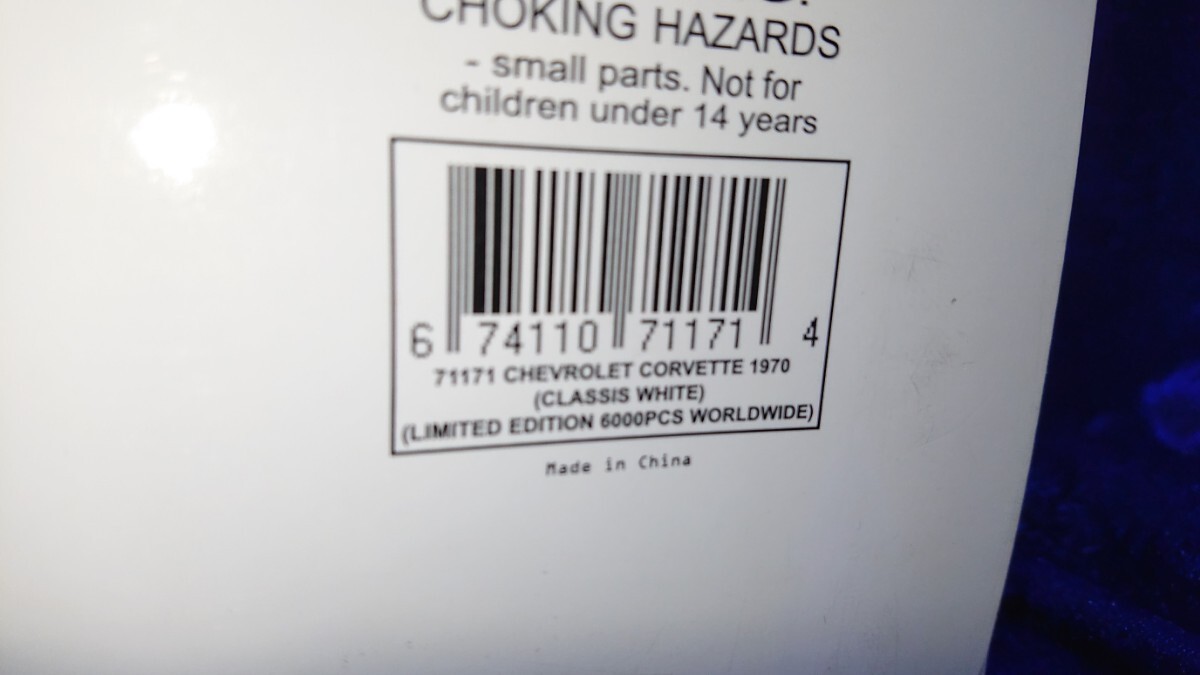 CHOKING HAZARDS
- small parts. Not for
children under 14 years
6 74110 71171 4
71171 CHEVROLET CORVETTE 1970
(CLASSIS WHITE)
(LIMITED EDITION 6000PCS WORLDWIDE)
Made in China